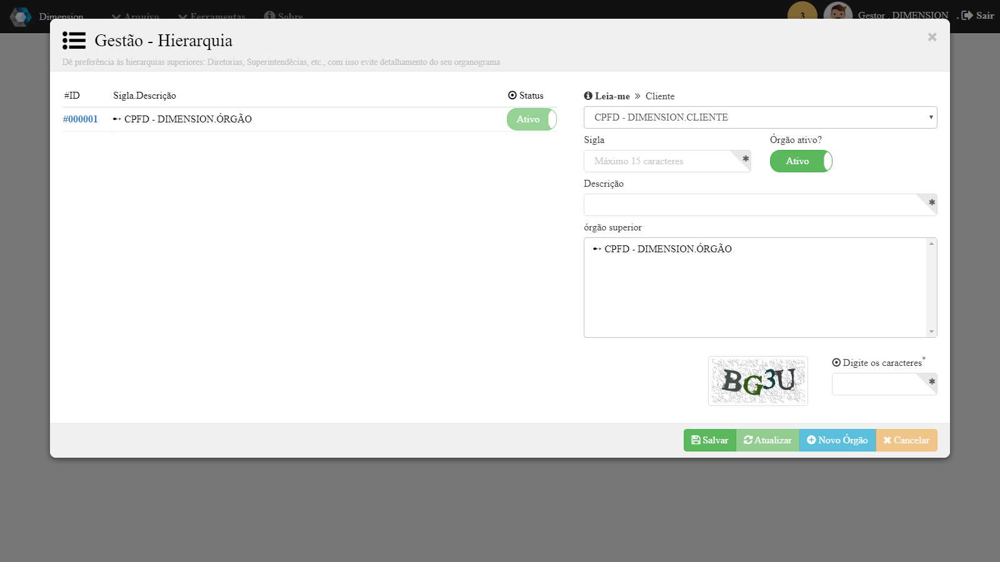 Dimension
Arquivo
Ferramentas
Sobre
3
Gestor . DIMENSION
. Sair
Gestão - Hierarquia
Dê preferência às hierarquias superiores: Diretorias, Superintendêcias, etc., com isso evite detalhamento do seu organograma
#ID
Sigla.Descrição
Status
#000001
CPFD - DIMENSION.ÓRGÃO
Ativo
Leia-me » Cliente
CPFD - DIMENSION.CLIENTE
Sigla
Órgão ativo?
Máximo 15 caracteres
Ativo
Descrição
órgão superior
CPFD - DIMENSION.ÓRGÃO
BG3U
Digite os caracteres*
Salvar
Atualizar
Novo Órgão
Cancelar